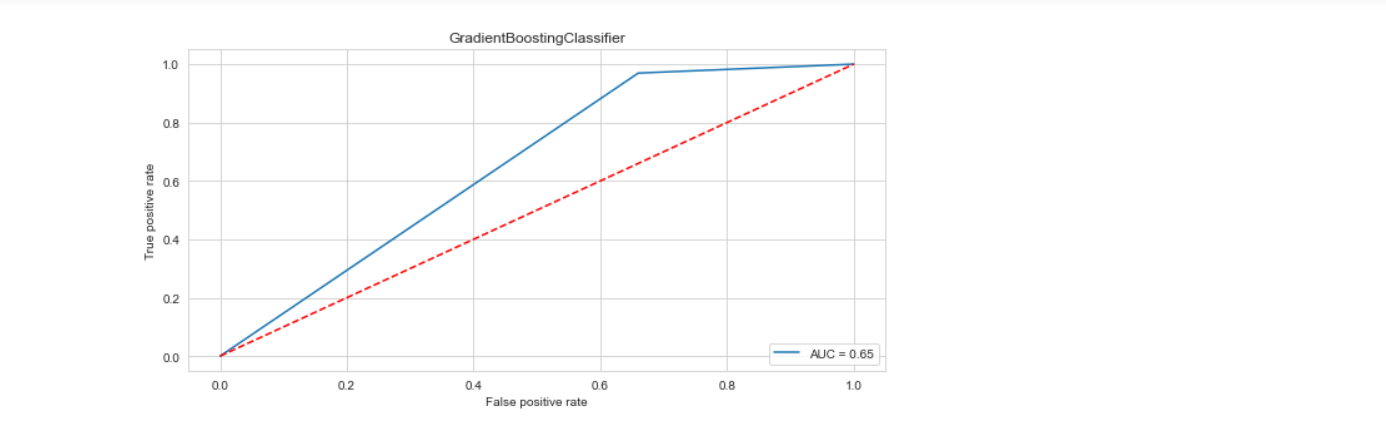 GradientBoostingClassifier
1.0
0.8
0.6
0.4
0.2
0.0
True positive rate
AUC = 0.65
0.0 0.2 0.4 0.6 0.8 1.0
False positive rate